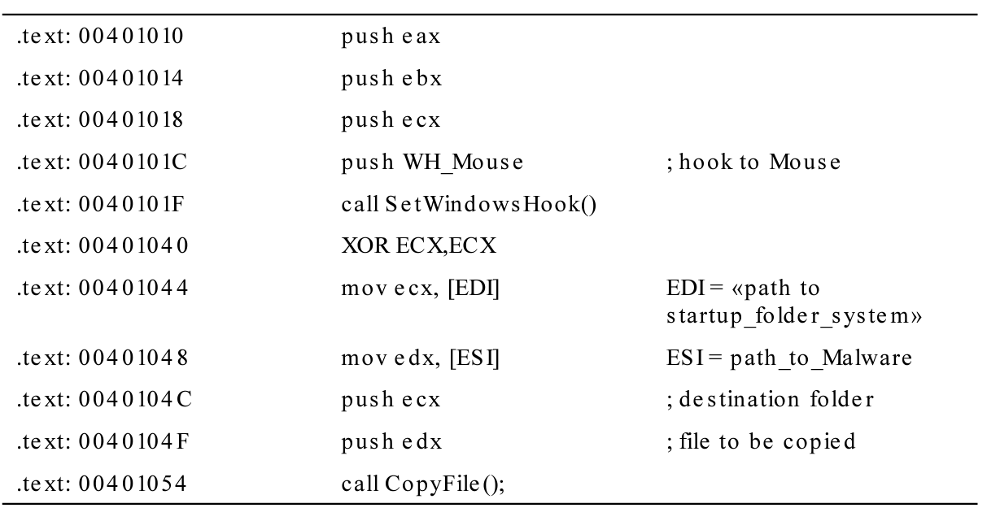 .text: 00401010 push eax
.text: 00401014 push ebx
.text: 00401018 push ecx
.text: 0040101C push WH_Mouse ; hook to Mouse
.text: 0040101F call SetWindowsHook()
.text: 00401040 XOR ECX,ECX
.text: 00401044 mov ecx, [EDI] EDI = «path to
startup_folder_system»
.text: 00401048 mov edx, [ESI] ESI = path_to_Malware
.text: 0040104C push ecx ; destination folder
.text: 0040104F push edx ; file to be copied
.text: 00401054 call CopyFile();